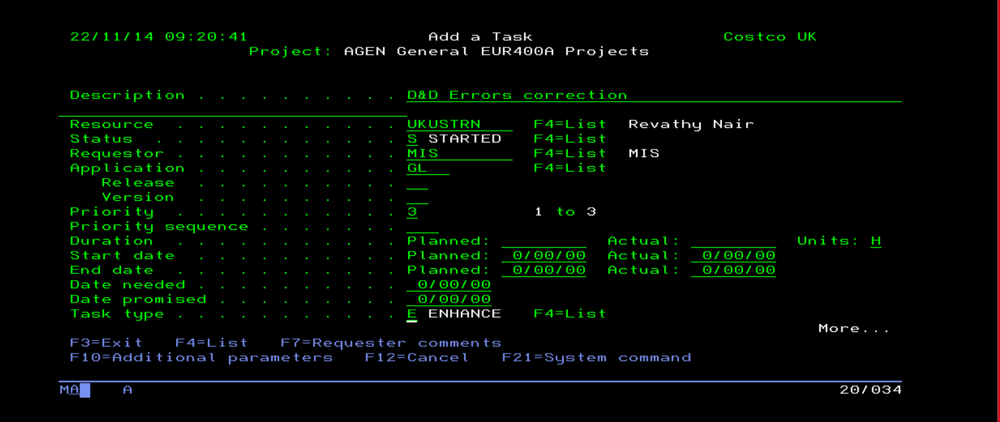 22/11/14 09:20:41 Add a Task Costco UK
Project: AGEN General EUR400A Projects
Description . . . . . . . . . . D&D Errors correction
Resource . . . . . . . . . . . UKUSTRN F4=List Revathy Nair
Status . . . . . . . . . . . . S STARTED F4=List
Requestor . . . . . . . . . . . MIS F4=List MIS
Application . . . . . . . . . . GL F4=List
Release . . . . . . . . . .
Version . . . . . . . . . .
Priority . . . . . . . . . . . 3 1 to 3
Priority sequence . . . . . . .
Duration . . . . . . . . . . . Planned: Actual: Units: H
Start date . . . . . . . . . . Planned: 0/00/00 Actual: 0/00/00
End date . . . . . . . . . . . Planned: 0/00/00 Actual: 0/00/00
Date needed . . . . . . . . . . 0/00/00
Date promised . . . . . . . . . 0/00/00
Task type . . . . . . . . . . . E ENHANCE F4=List
More...
F3=Exit F4=List F7=Requester comments
F10=Additional parameters F12=Cancel F21=System command
MA A 20/034